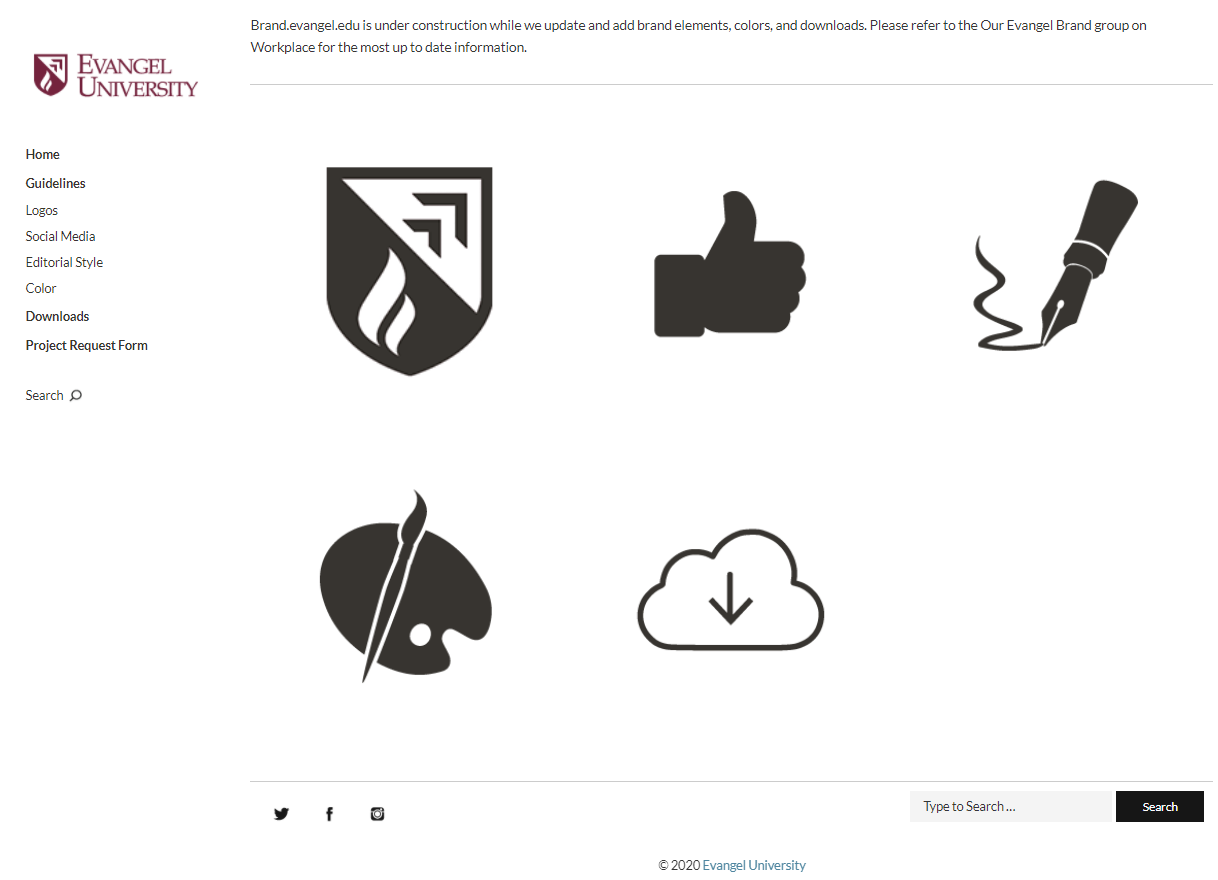 Brand.evangel.edu is under construction while we update and add brand elements, colors, and downloads. Please refer to the Our Evangel Brand group on
Workplace for the most up to date information.
EVANGEL
UNIVERSITY
Home
Guidelines
Logos
Social Media
Editorial Style
Color
Downloads
Project Request Form
Search
Type to Search ...
Search
© 2020 Evangel University